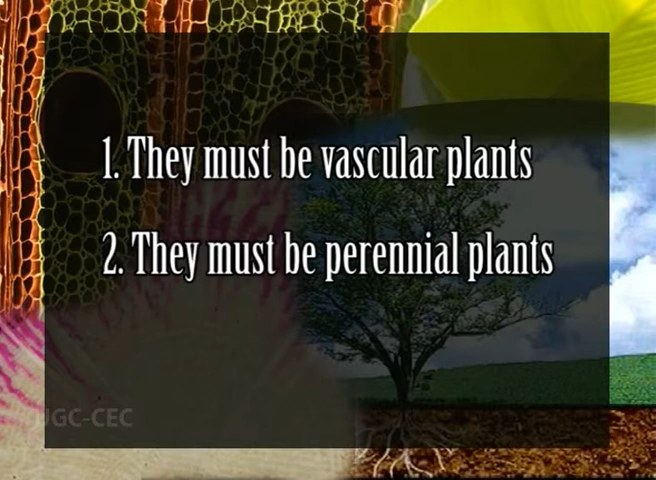 1. They must be vascular plants
2. They must be perennial plants
UGC-CEC